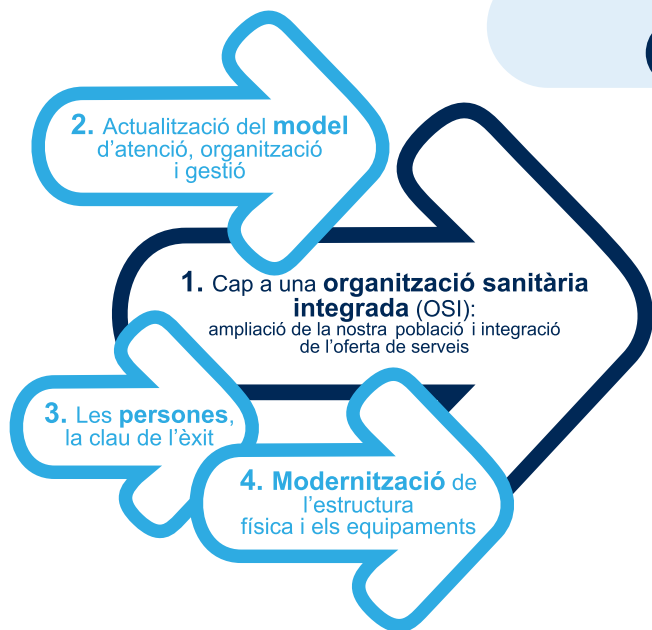 2. Actualització del model
d'atenció, organització
i gestió
1. Cap a una organització sanitària
integrada (OSI):
ampliació de la nostra població i integració
de l'oferta de serveis
3. Les persones,
la clau de l'èxit
4. Modernització de
l'estructura
física i els equipaments